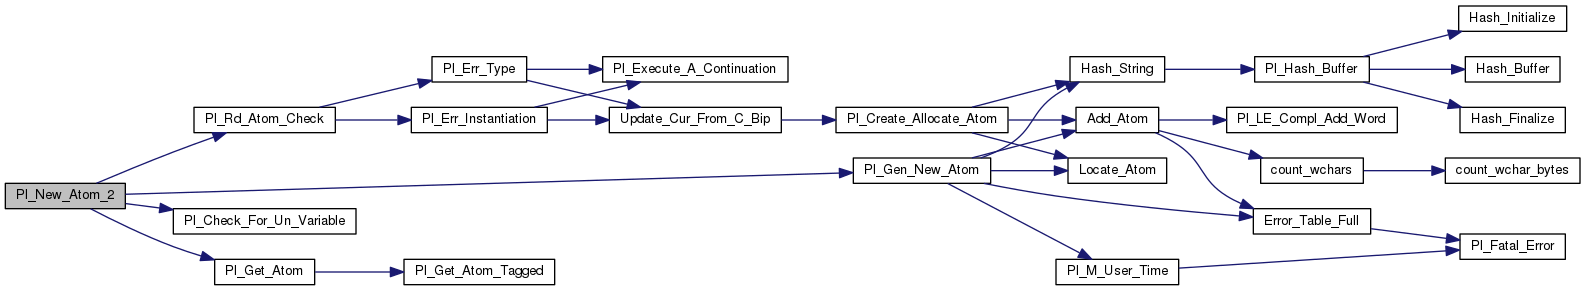 Pl_New_Atom_2
Pl_Rd_Atom_Check
Pl_Check_For_Un_Variable
Pl_Get_Atom
Pl_Err_Type
Pl_Err_Instantiation
Pl_Get_Atom_Tagged
Pl_Execute_A_Continuation
Update_Cur_From_C_Bip
Pl_Create_Allocate_Atom
Pl_Gen_New_Atom
Hash_String
Add_Atom
Locate_Atom
Pl_M_User_Time
Pl_Hash_Buffer
Pl_LE_Compl_Add_Word
count_wchars
Error_Table_Full
Hash_Initialize
Hash_Buffer
Hash_Finalize
count_wchar_bytes
Pl_Fatal_Error